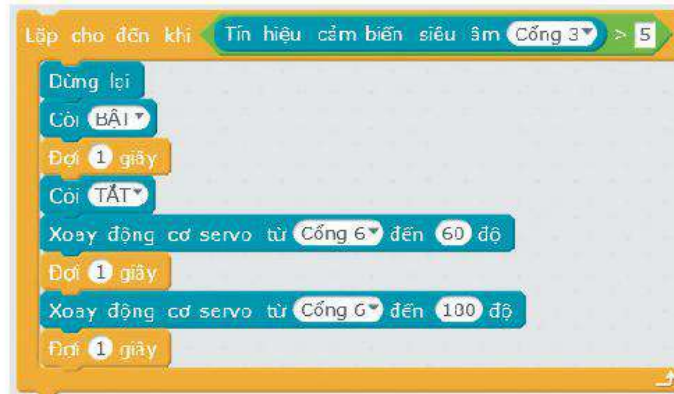 Lặp cho đến khi Tín hiệu cảm biến siêu âm Cổng 3 > 5
Dừng lại
Còi BẬT
Đợi 1 giây
Còi TẮT
Xoay động cơ servo từ Cổng 6 đến 60 độ
Đợi 1 giây
Xoay động cơ servo từ Cổng 6 đến 180 độ
Đợi 1 giây